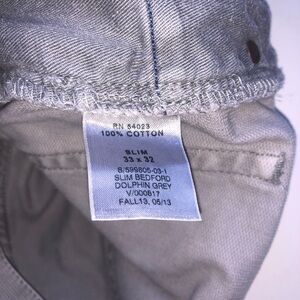 RN 54023
100% COTTON
SLIM
33 x 32
8/599805-03-1
SLIM BEDFORD
DOLPHIN GREY
V/000817
FALL13, 05/13